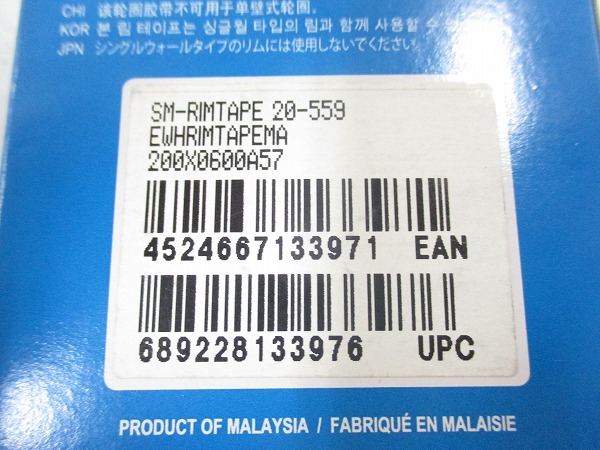 CHI 该轮圈胶带不可用于单壁式轮圈。
KOR 본 림 테이프는 싱글월 타입의 림과 함께 사용할 수
JPN シングルウォールタイプのリムには使用しないでください。
SM-RIMTAPE 20-559
EWHRIMTAPEMA
200X0600A57
4524667133971 EAN
689228133976 UPC
PRODUCT OF MALAYSIA / FABRIQUÉ EN MALAISIE